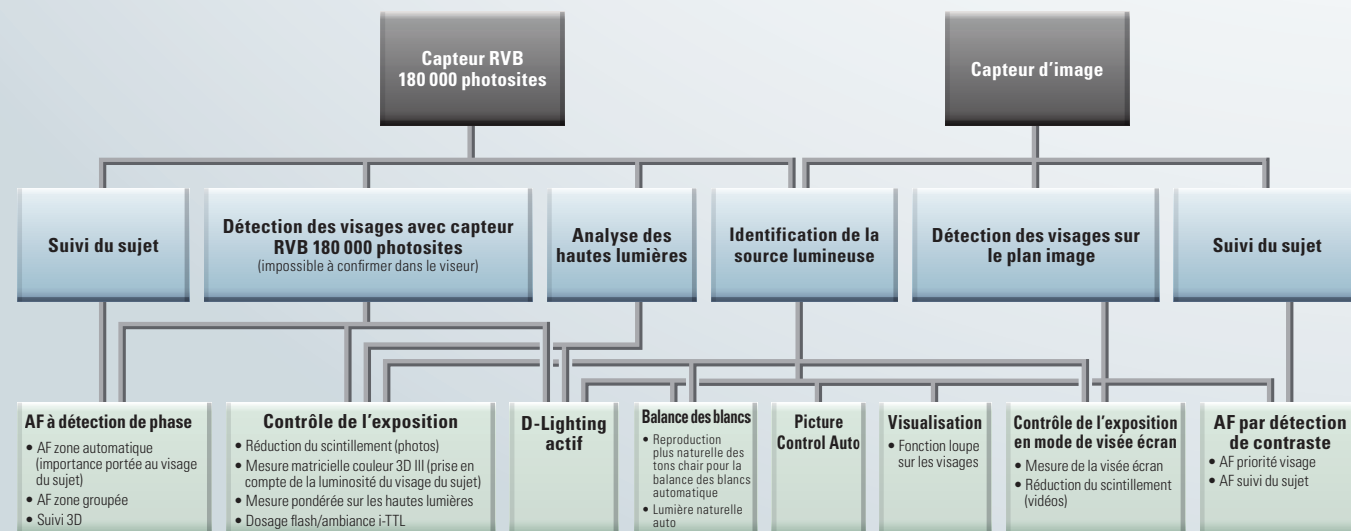 Capteur RVB
180 000 photosites
Capteur d'image
Suivi du sujet
Détection des visages avec capteur
RVB 180 000 photosites
(impossible à confirmer dans le viseur)
Analyse des
hautes lumières
Identification de la
source lumineuse
Détection des visages sur
le plan image
Suivi du sujet
AF à détection de phase
• AF zone automatique
(importance portée au visage
du sujet)
• AF zone groupée
• Suivi 3D
Contrôle de l'exposition
• Réduction du scintillement (photos)
• Mesure matricielle couleur 3D III (prise en
compte de la luminosité du visage du sujet)
• Mesure pondérée sur les hautes lumières
• Dosage flash/ambiance i-TTL
D-Lighting
actif
Balance des blancs
• Reproduction
plus naturelle des
tons chair pour la
balance des blancs
automatique
• Lumière naturelle
auto
Picture
Control Auto
Visualisation
• Fonction loupe
sur les visages
Contrôle de l'exposition
en mode de visée écran
• Mesure de la visée écran
• Réduction du scintillement
(vidéos)
AF par détection
de contraste
• AF priorité visage
• AF suivi du sujet